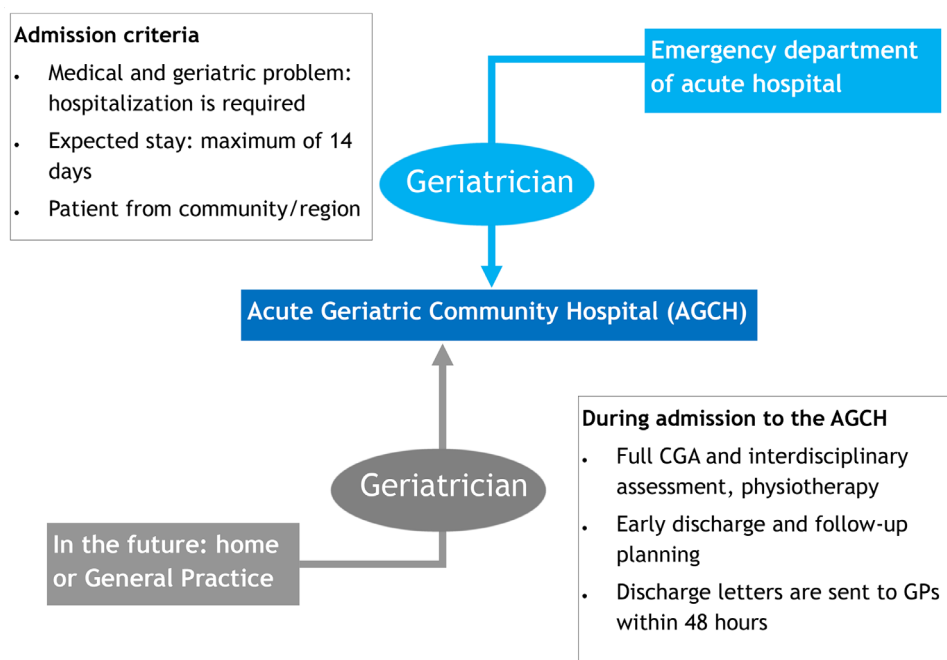 Admission criteria
• Medical and geriatric problem:
hospitalization is required
• Expected stay: maximum of 14
days
• Patient from community/region
Emergency department
of acute hospital
Geriatrician
Acute Geriatric Community Hospital (AGCH)
Geriatrician
In the future: home
or General Practice
During admission to the AGCH
• Full CGA and interdisciplinary
assessment, physiotherapy
• Early discharge and follow-up
planning
• Discharge letters are sent to GPs
within 48 hours